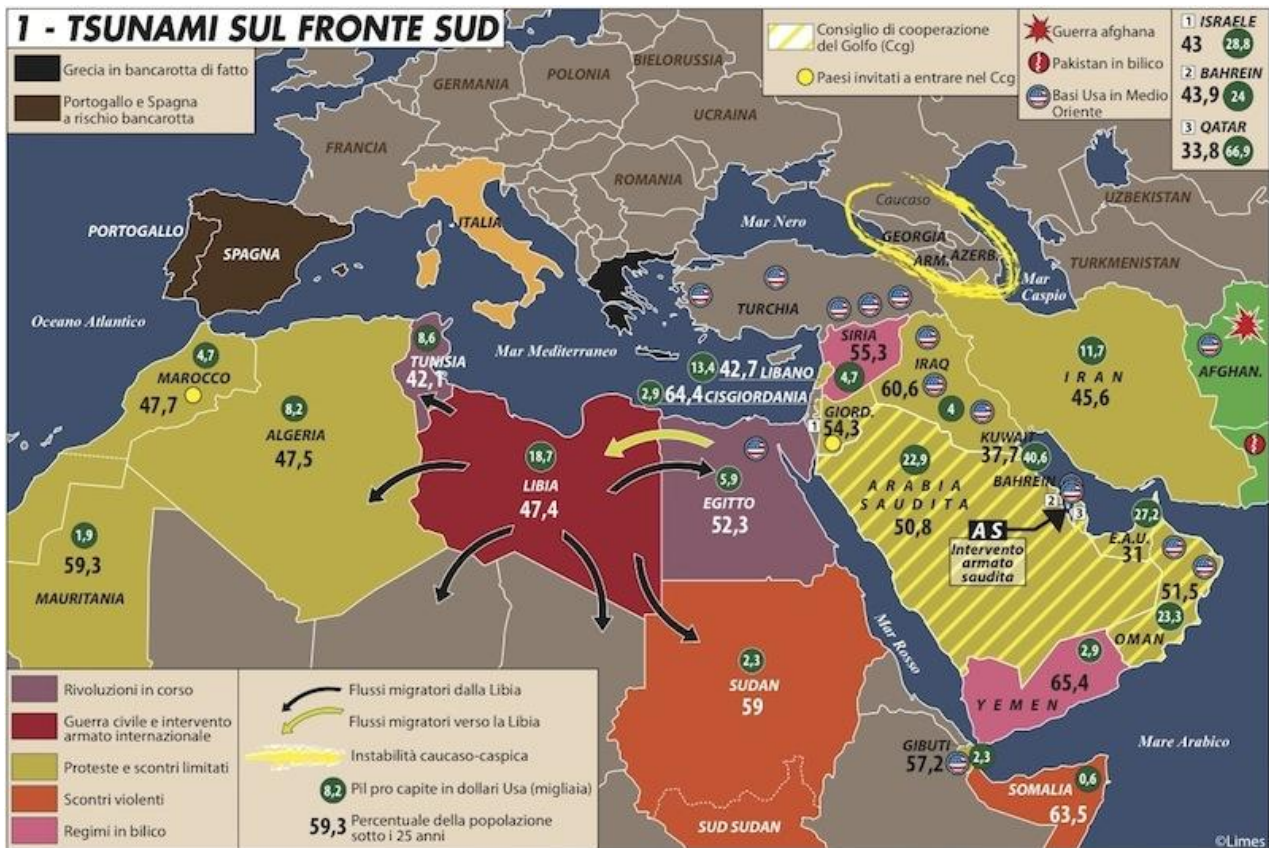 1 - TSUNAMI SUL FRONTE SUD
Grecia in bancarotta di fatto
Portogallo e Spagna
a rischio bancarotta
Consiglio di cooperazione
del Golfo (Ccg)
Paesi invitati a entrare nel Ccg
Guerra afghana
Pakistan in bilico
Basi Usa in Medio
Oriente
1 ISRAELE
43 28,8
2 BAHREIN
43,9 24
3 QATAR
33,8 66,9
GERMANIA
POLONIA
BIELORUSSIA
UCRAINA
FRANCIA
ROMANIA
ITALIA
PORTOGALLO
SPAGNA
Mar Nero
Caucaso
GEORGIA
ARM.
AZERB.
Mar
Caspio
UZBEKISTAN
TURKMENISTAN
TURCHIA
Oceano Atlantico
Mar Mediterraneo
4,7
MAROCCO
47,7
8,6
TUNISIA
42,1
8,2
ALGERIA
47,5
18,7
LIBIA
47,4
5,9
EGITTO
52,3
13,4 42,7 LIBANO
2,9 64,4 CISGIORDANIA
SIRIA
55,3
4,7
GIORD.
54,3
1
IRAQ
60,6
4
11,7
IRAN
45,6
AFGHAN.
KUWAIT
37,7 40,6
22,9
ARABIA
SAUDITA
50,8
BAHREIN
2
3
AS
Intervento
armato
saudita
27,2
E.A.U.
31
51,5
23,3
OMAN
2,9
65,4
YEMEN
Mar Rosso
Mare Arabico
1,9
59,3
MAURITANIA
2,3
SUDAN
59
SUD SUDAN
GIBUTI
57,2
2,3
0,6
SOMALIA
63,5
Rivoluzioni in corso
Guerra civile e intervento
armato internazionale
Proteste e scontri limitati
Scontri violenti
Regimi in bilico
Flussi migratori dalla Libia
Flussi migratori verso la Libia
Instabilità caucaso-caspica
8,2 Pil pro capite in dollari Usa (migliaia)
59,3 Percentuale della popolazione
sotto i 25 anni
©Limes